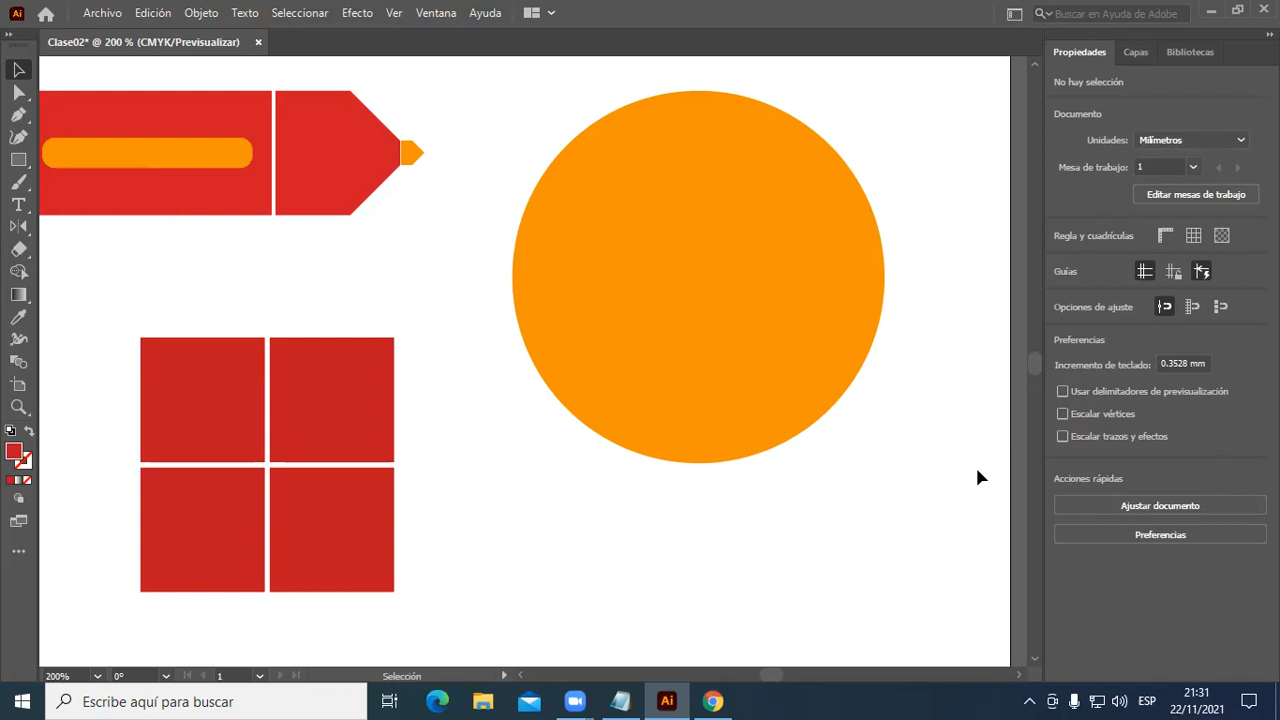 Ai Archivo Edición Objeto Texto Seleccionar Efecto Ver Ventana Ayuda Buscar en Ayuda de Adobe
Clase02* @ 200 % (CMYK/Previsualizar)
Propiedades Capas Bibliotecas
No hay selección
Documento
Unidades: Milímetros
Mesa de trabajo: 1
Editar mesas de trabajo
Regla y cuadrículas
Guías
Opciones de ajuste
Preferencias
Incremento de teclado: 0.3528 mm
Usar delimitadores de previsualización
Escalar vértices
Escalar trazos y efectos
Acciones rápidas
Ajustar documento
Preferencias
200% 0° 1 Selección
Escribe aquí para buscar
Ai
ESP
21:31
22/11/2021